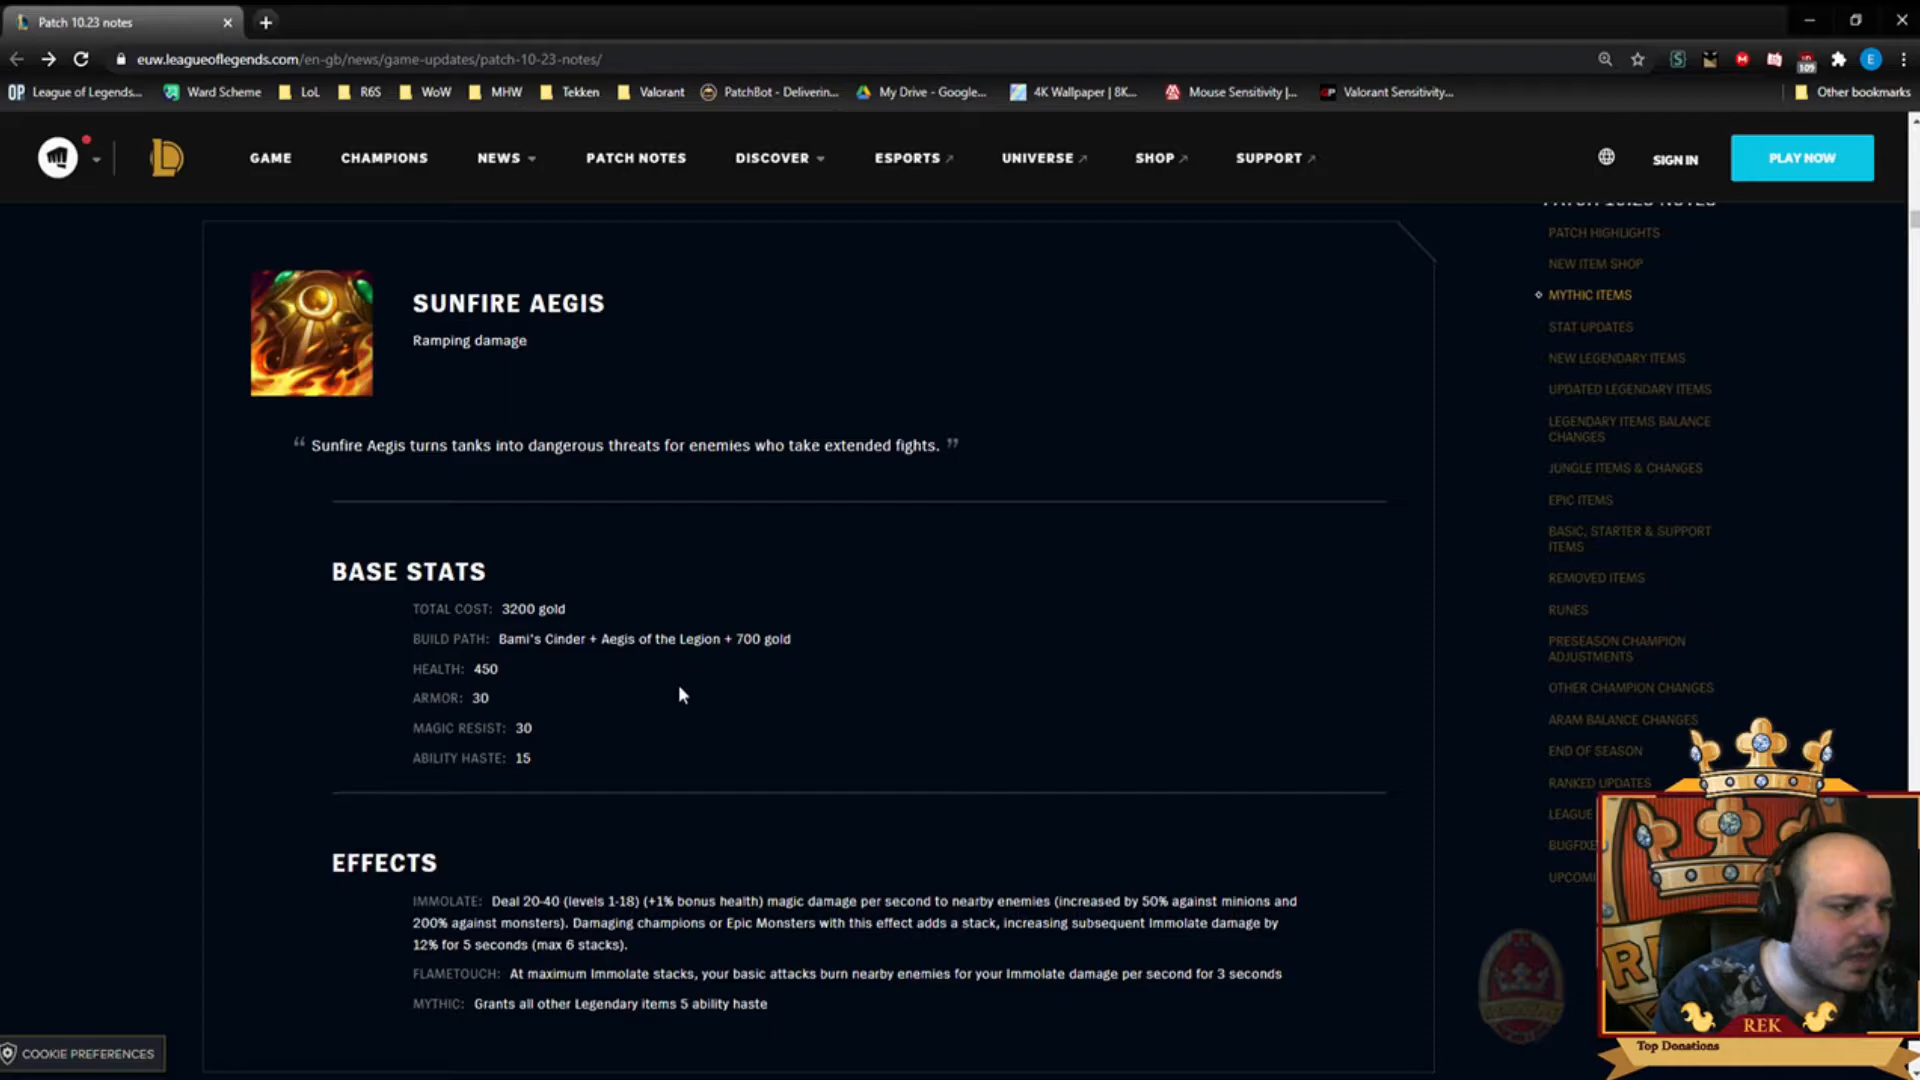 Patch 10.23 notes
euw.leagueoflegends.com/en-gb/news/game-updates/patch-10-23-notes/
109
E
OP League of Legends...
Ward Scheme
LoL
R6S
WoW
MHW
Tekken
Valorant
PatchBot - Deliverin...
My Drive - Google...
4K Wallpaper | 8K...
Mouse Sensitivity |...
Valorant Sensitivity...
Other bookmarks
GAME
CHAMPIONS
NEWS
PATCH NOTES
DISCOVER
ESPORTS
UNIVERSE
SHOP
SUPPORT
SIGN IN
PLAY NOW
PATCH 10.23 NOTES
PATCH HIGHLIGHTS
NEW ITEM SHOP
MYTHIC ITEMS
STAT UPDATES
NEW LEGENDARY ITEMS
UPDATED LEGENDARY ITEMS
LEGENDARY ITEMS BALANCE
CHANGES
JUNGLE ITEMS & CHANGES
EPIC ITEMS
BASIC, STARTER & SUPPORT
ITEMS
REMOVED ITEMS
RUNES
PRESEASON CHAMPION
ADJUSTMENTS
OTHER CHAMPION CHANGES
ARAM BALANCE CHANGES
END OF SEASON
RANKED UPDATES
LEAGUE
BUGFIXE
UPCOMI
SUNFIRE AEGIS
Ramping damage
“ Sunfire Aegis turns tanks into dangerous threats for enemies who take extended fights. ”
BASE STATS
TOTAL COST: 3200 gold
BUILD PATH: Bami's Cinder + Aegis of the Legion + 700 gold
HEALTH: 450
ARMOR: 30
MAGIC RESIST: 30
ABILITY HASTE: 15
EFFECTS
IMMOLATE: Deal 20-40 (levels 1-18) (+1% bonus health) magic damage per second to nearby enemies (increased by 50% against minions and
200% against monsters). Damaging champions or Epic Monsters with this effect adds a stack, increasing subsequent Immolate damage by
12% for 5 seconds (max 6 stacks).
FLAMETOUCH: At maximum Immolate stacks, your basic attacks burn nearby enemies for your Immolate damage per second for 3 seconds
MYTHIC: Grants all other Legendary items 5 ability haste
COOKIE PREFERENCES
REK
Top Donations